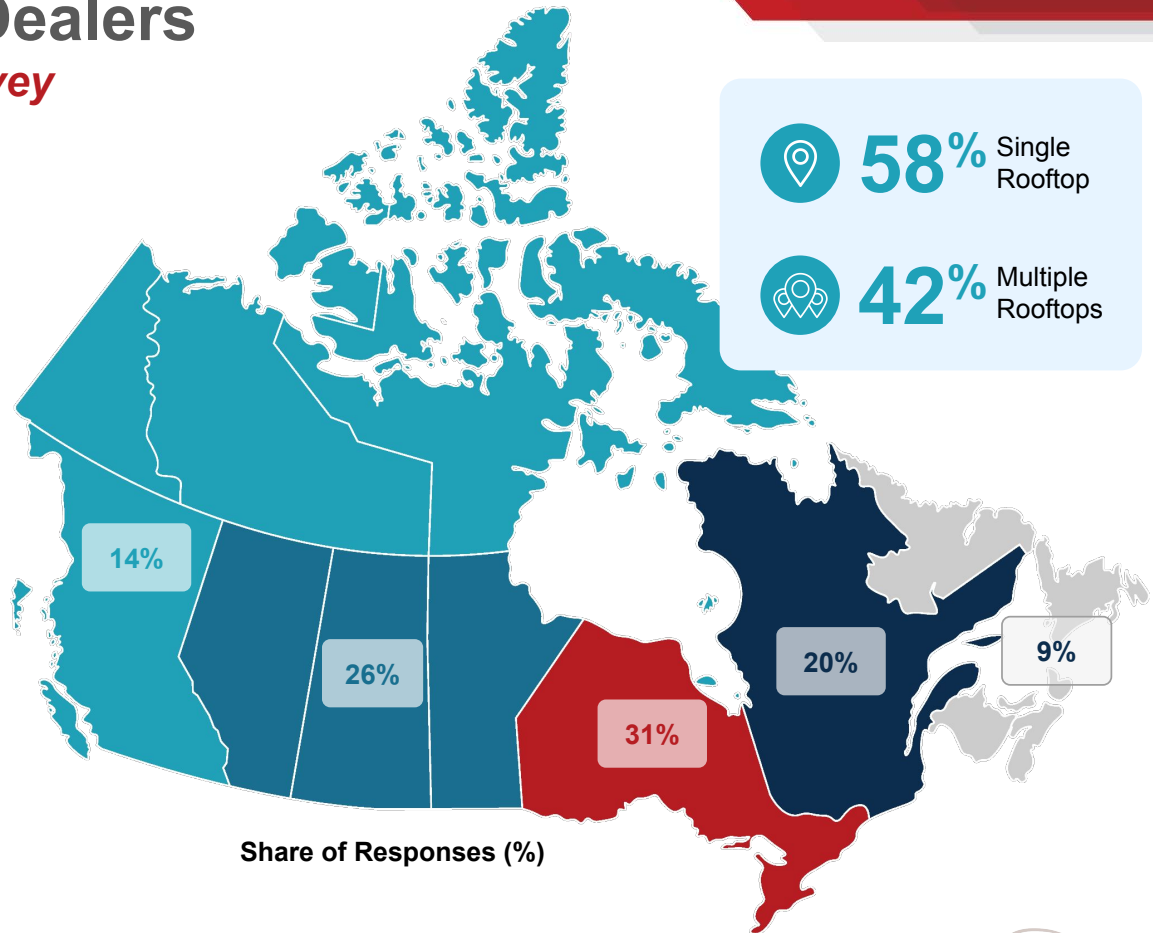 Dealers
vey
58% Single
Rooftop
42% Multiple
Rooftops
14%
26%
31%
20%
9%
Share of Responses (%)